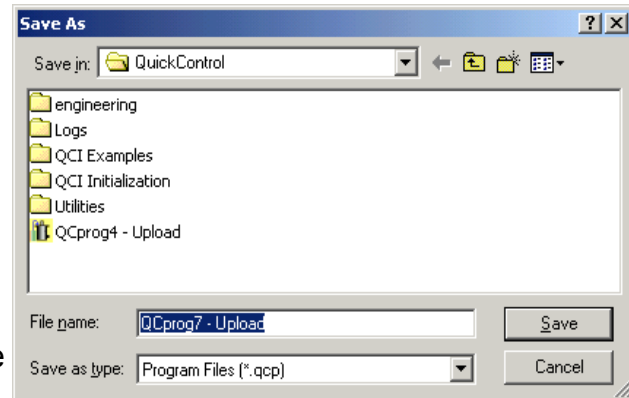 Save As
Save in: QuickControl
engineering
Logs
QCI Examples
QCI Initialization
Utilities
QCprog4 - Upload
File name: QCprog7 - Upload Save
e
Save as type: Program Files (*.qcp) Cancel